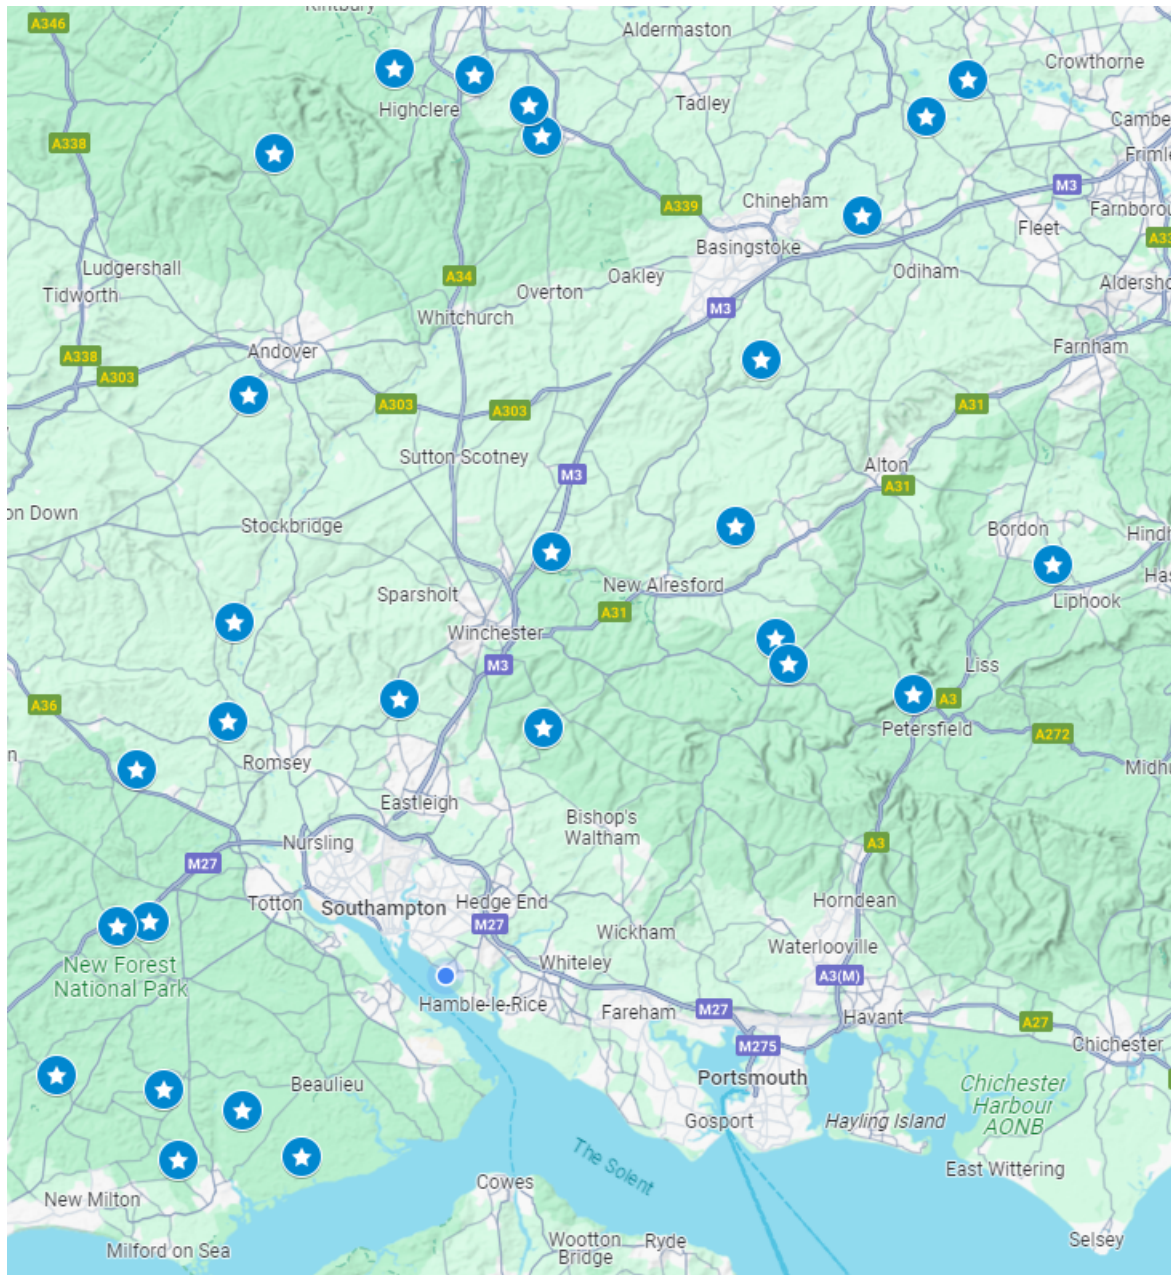 Kintbury
A346
Aldermaston
Crowthorne
Highclere
Tadley
Cambe
A338
Frimle
M3
Chineham
A339
Farnborou
Fleet
A33
Basingstoke
Ludgershall
A34
Oakley
Odiham
Tidworth
Overton
Aldersho
Whitchurch
M3
Andover
Farnham
A338
A303
A303
A303
A31
Sutton Scotney
Alton
M3
A31
on Down
Stockbridge
Bordon
Hindh
Has
New Alresford
Sparsholt
Liphook
A31
Winchester
M3
Liss
A36
A3
Petersfield
A272
n
Romsey
Midhu
Eastleigh
Bishop's
Waltham
Nursling
A3
M27
Totton
Hedge End
Horndean
Southampton
M27
Wickham
Waterlooville
New Forest
National Park
Whiteley
A3(M)
Hamble-le-Rice
Fareham
M27
Havant
A27
M275
Chichester
Portsmouth
Beaulieu
Chichester
Harbour
AONB
Gosport
Hayling Island
The Solent
East Wittering
Cowes
New Milton
Wootton
Bridge
Ryde
Selsey
Milford on Sea